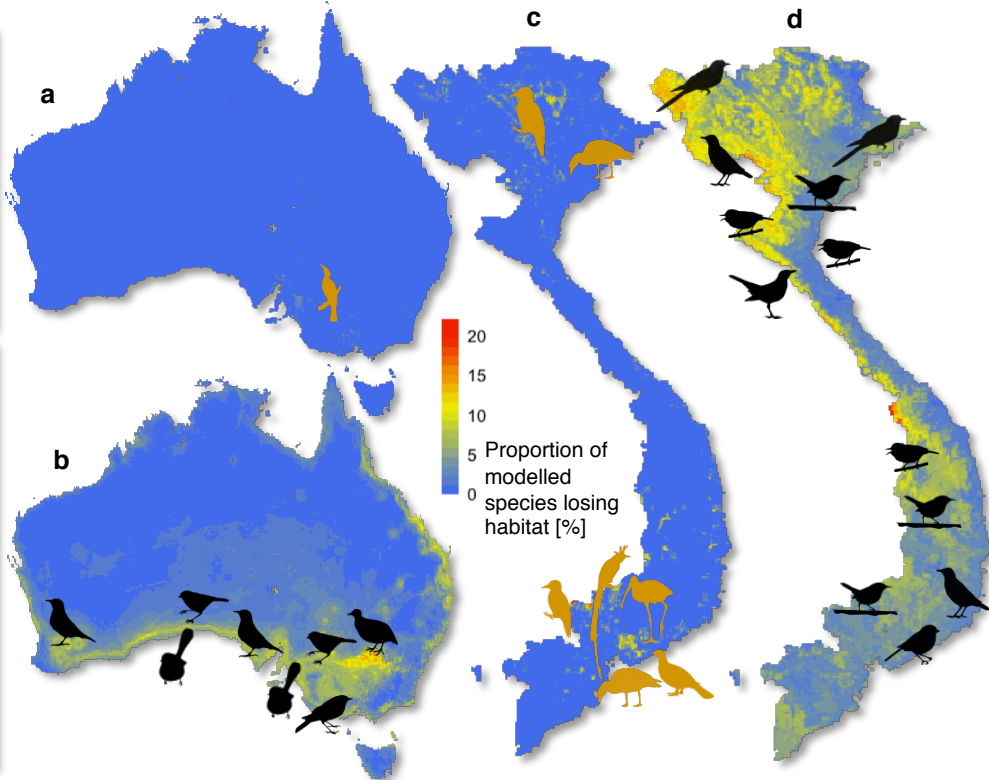 c
d
a
b
20
15
10
5
0
Proportion of
modelled
species losing
habitat [%]